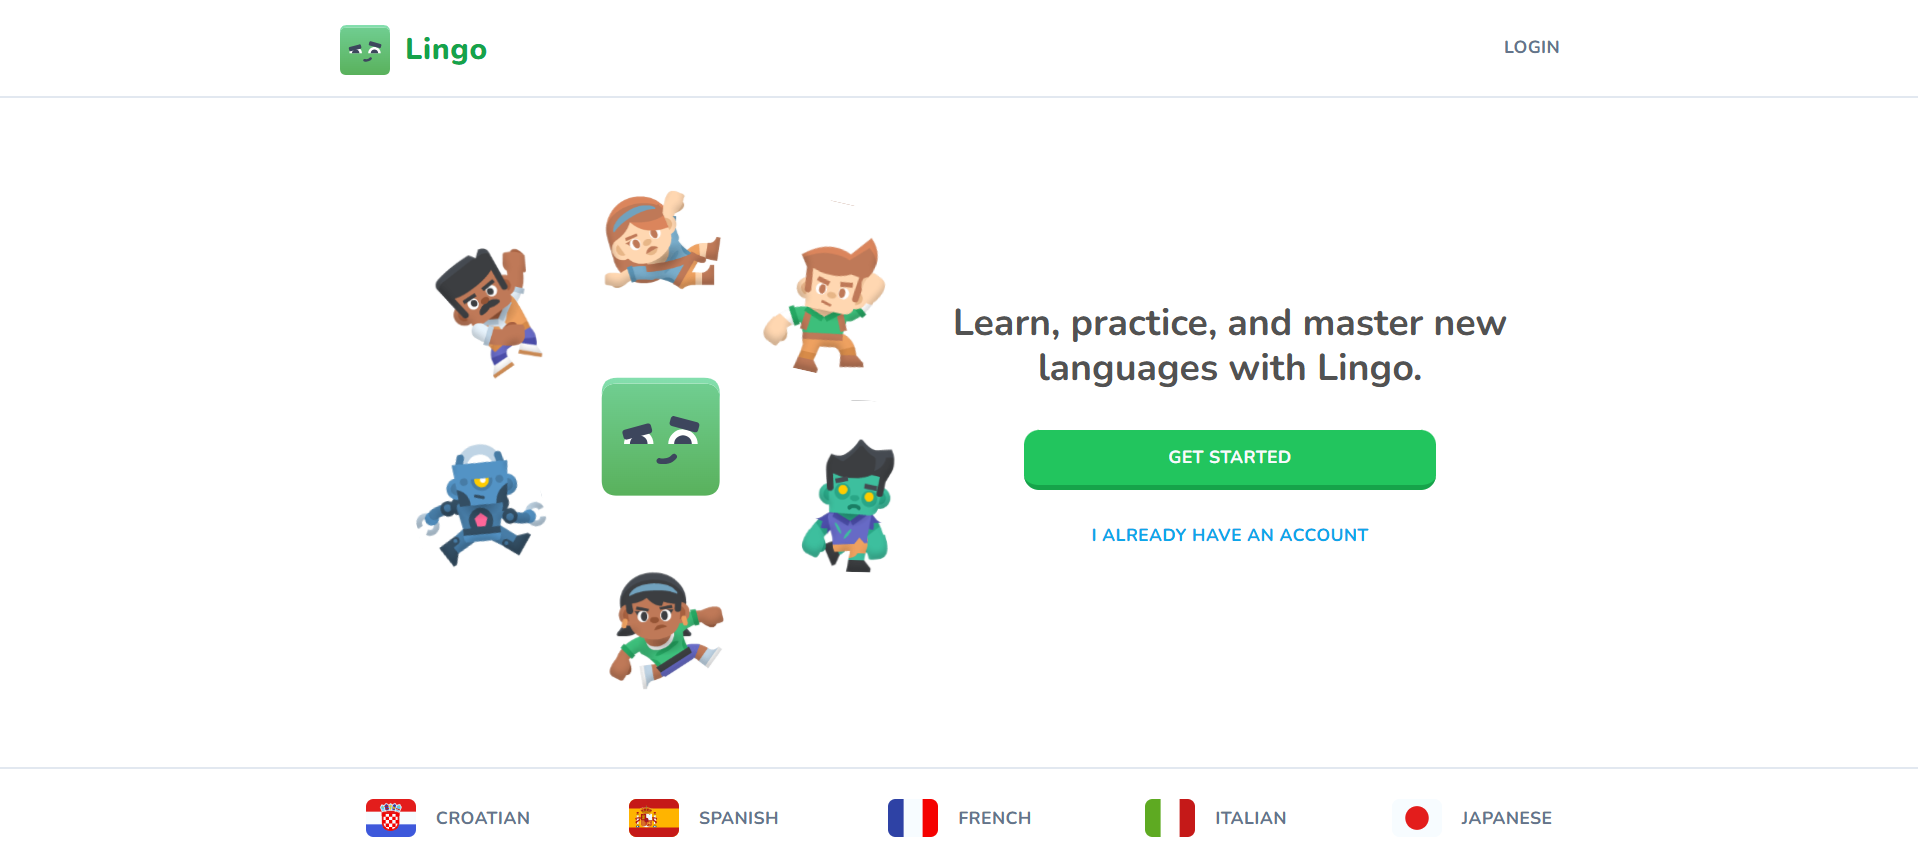 Lingo
LOGIN
Learn, practice, and master new
languages with Lingo.
GET STARTED
I ALREADY HAVE AN ACCOUNT
CROATIAN
SPANISH
FRENCH
ITALIAN
JAPANESE